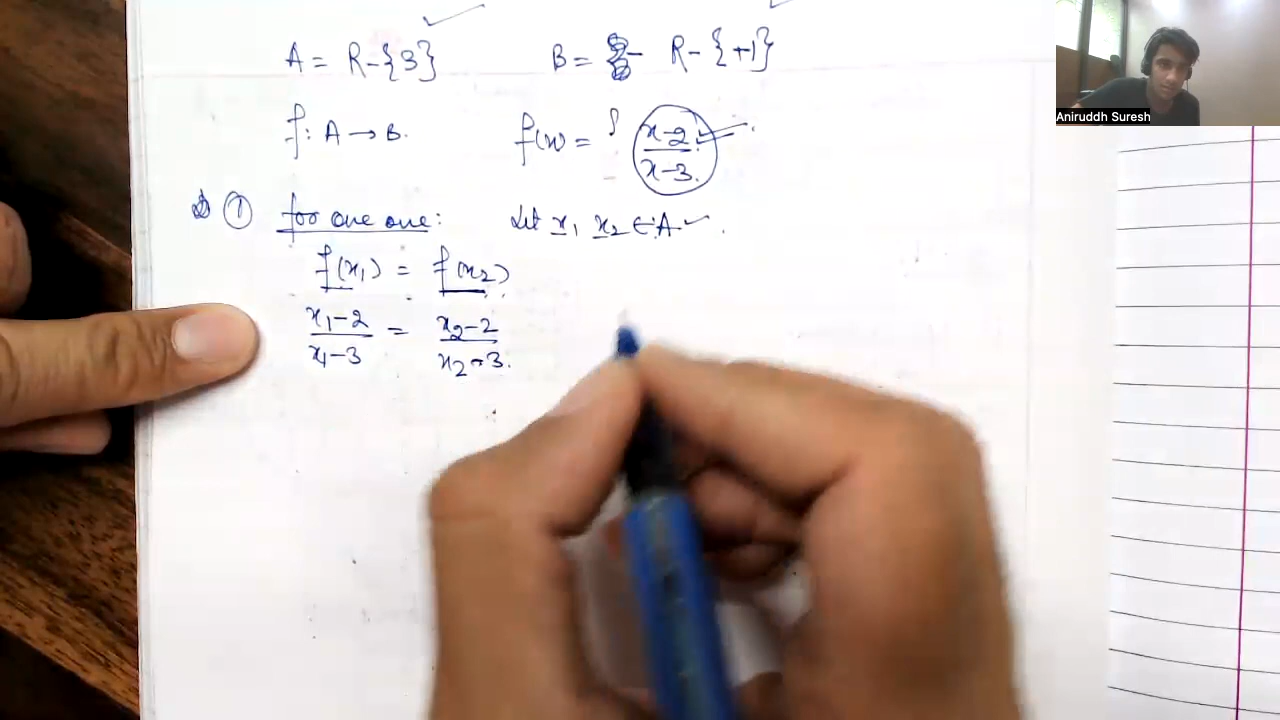 A = R-{3} B = R-{+1}
f: A → B. f(x) = x-2/x-3.
① for one one: Let x₁, x₂ ∈ A
f(x₁) = f(x₂)
x₁-2/x₁-3 = x₂-2/x₂-3.
Aniruddh Suresh